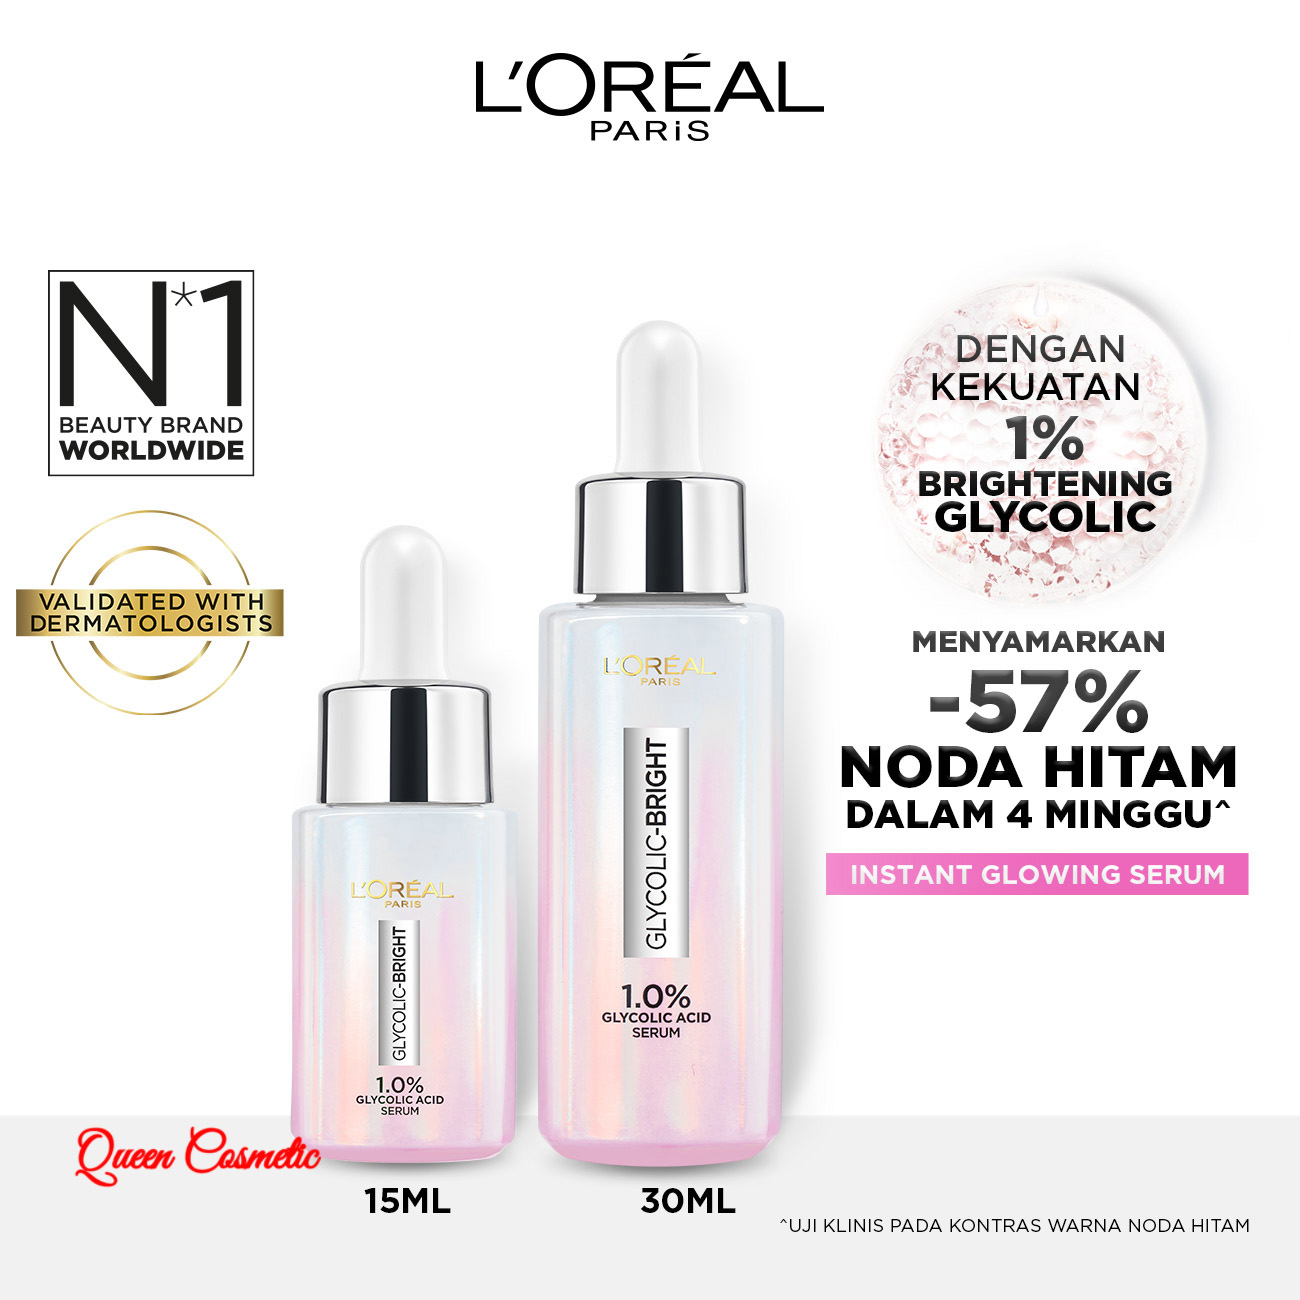 L'ORÉAL
PARiS
N*1
BEAUTY BRAND
WORLDWIDE
VALIDATED WITH
DERMATOLOGISTS
DENGAN
KEKUATAN
1%
BRIGHTENING
GLYCOLIC
MENYAMARKAN
-57%
NODA HITAM
DALAM 4 MINGGU^
INSTANT GLOWING SERUM
L'ORÉAL
PARIS
GLYCOLIC-BRIGHT
1.0%
GLYCOLIC ACID
SERUM
L'ORÉAL
PARIS
GLYCOLIC-BRIGHT
1.0%
GLYCOLIC ACID
SERUM
Queen Cosmetic
15ML
30ML
^UJI KLINIS PADA KONTRAS WARNA NODA HITAM